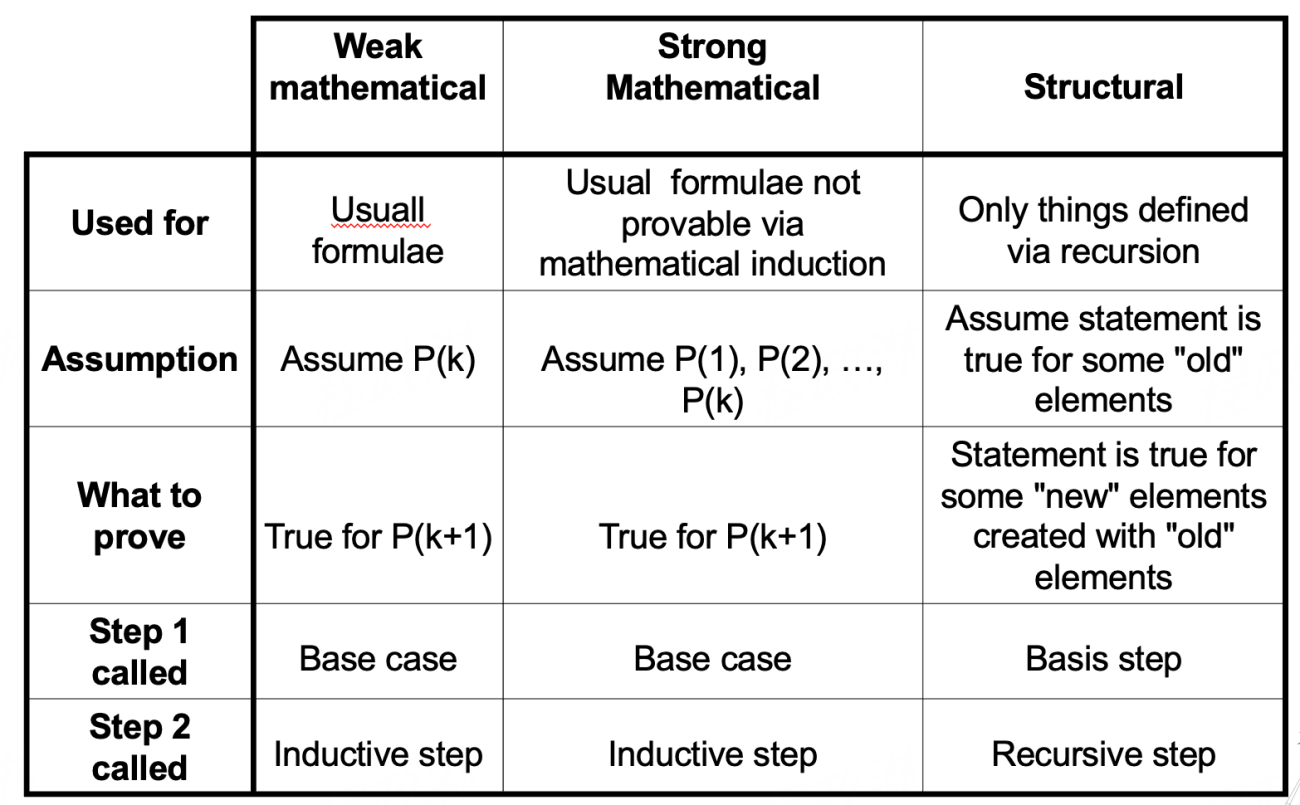 Weak
mathematical
Strong
Mathematical
Structural
Used for
Usuall
formulae
Usual formulae not
provable via
mathematical induction
Only things defined
via recursion
Assumption
Assume P(k)
Assume P(1), P(2), …,
P(k)
Assume statement is
true for some "old"
elements
What to
prove
True for P(k+1)
True for P(k+1)
Statement is true for
some "new" elements
created with "old"
elements
Step 1
called
Base case
Base case
Basis step
Step 2
called
Inductive step
Inductive step
Recursive step